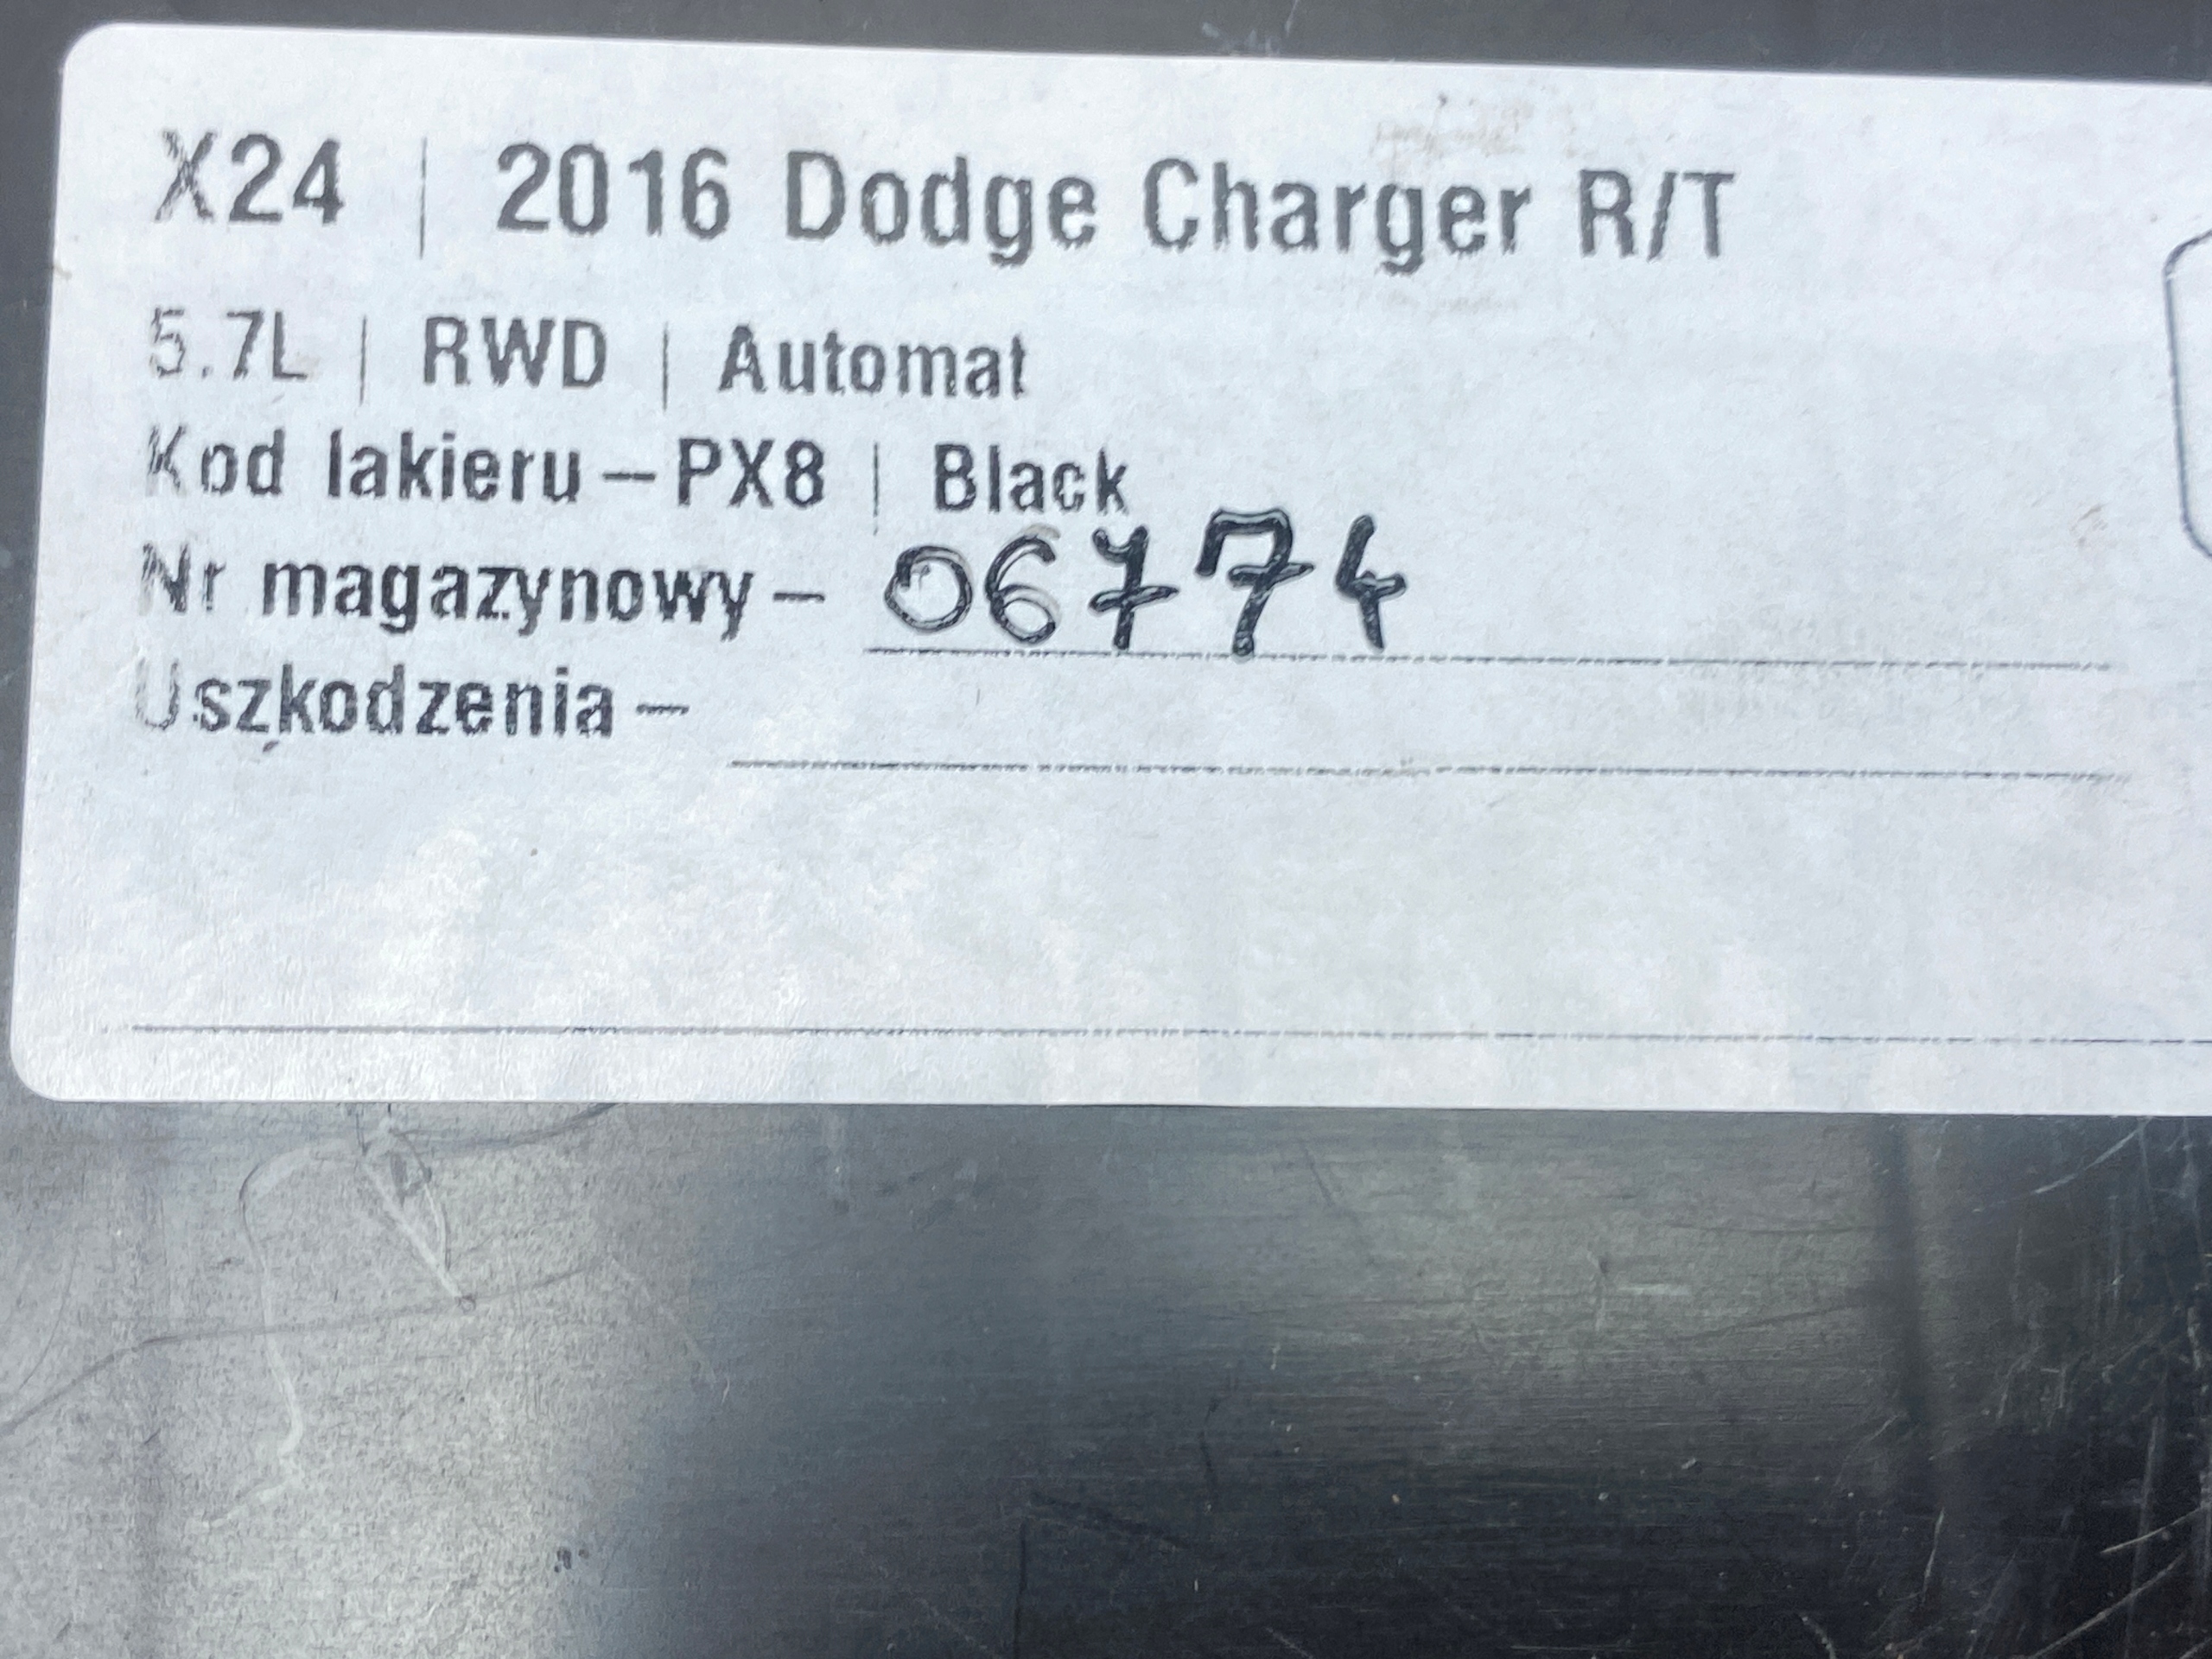 X24 | 2016 Dodge Charger R/T
5.7L | RWD | Automat
Kod lakieru – PX8 | Black
Nr magazynowy – 06774
Uszkodzenia –